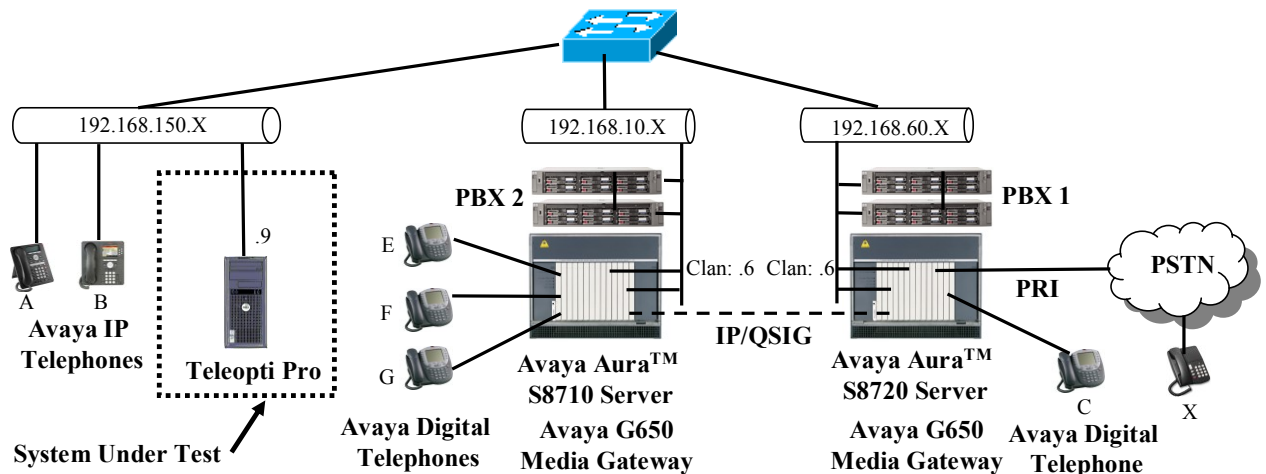 192.168.150.X
192.168.10.X
192.168.60.X
PBX 2
PBX 1
.9
E
Clan: .6
Clan: .6
PSTN
A
B
F
PRI
Avaya IP
Telephones
IP/QSIG
G
Teleopti Pro
Avaya Aura™
S8710 Server
Avaya Aura™
S8720 Server
C
X
System Under Test
Avaya Digital
Telephones
Avaya G650
Media Gateway
Avaya G650
Media Gateway
Avaya Digital
Telephone